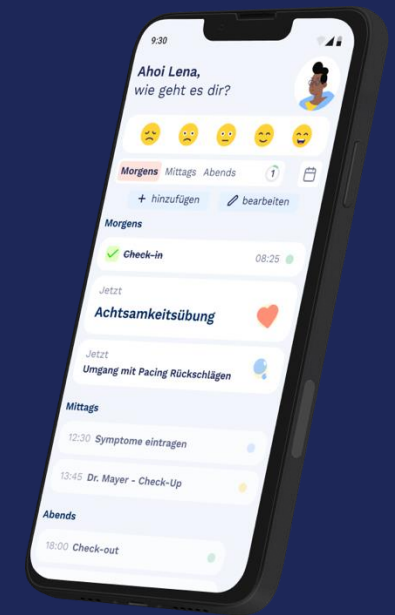 9:30
Ahoi Lena,
wie geht es dir?
Morgens Mittags Abends 1
+ hinzufügen bearbeiten
Morgens
Check-in 08:25
Jetzt
Achtsamkeitsübung
Jetzt
Umgang mit Pacing Rückschlägen
Mittags
12:30 Symptome eintragen
13:45 Dr. Mayer - Check-Up
Abends
18:00 Check-out